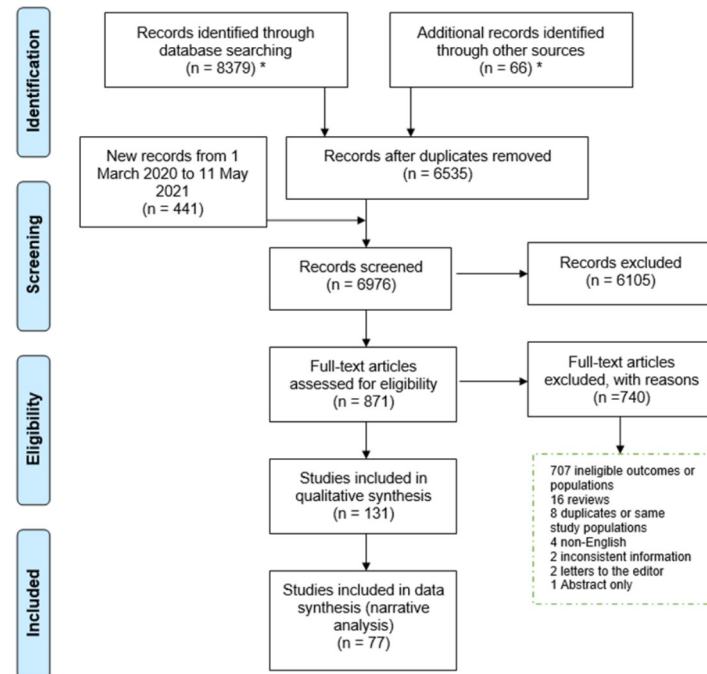 Identification
Records identified through
database searching
(n = 8379) *
Additional records identified
through other sources
(n = 66) *
New records from 1
March 2020 to 11 May
2021
(n = 441)
Records after duplicates removed
(n = 6535)
Screening
Records screened
(n = 6976)
Records excluded
(n = 6105)
Eligibility
Full-text articles
assessed for eligibility
(n = 871)
Full-text articles
excluded, with reasons
(n =740)
707 ineligible outcomes or
populations
16 reviews
8 duplicates or same
study populations
4 non-English
2 inconsistent information
2 letters to the editor
1 Abstract only
Studies included in
qualitative synthesis
(n = 131)
Included
Studies included in data
synthesis (narrative
analysis)
(n = 77)